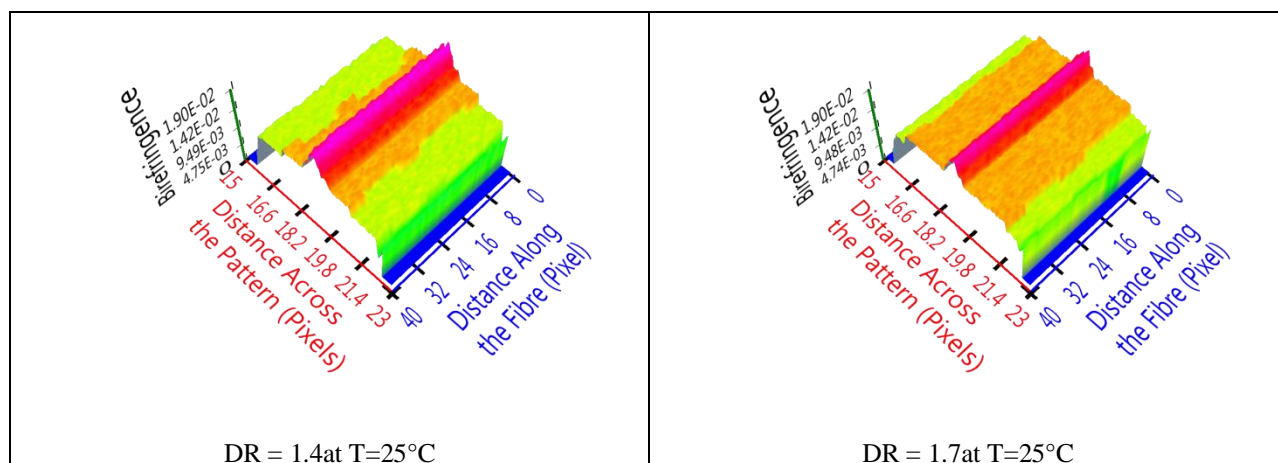 Birefringence
1.90E-02
1.42E-02
9.49E-03
4.75E-03
0
15
16.6
18.2
19.8
21.4
23
Distance Across
the Pattern (Pixels)
40
32
24
16
8
0
Distance Along
the Fibre (Pixel)
DR = 1.4at T=25°C
Birefringence
1.90E-02
1.42E-02
9.48E-03
4.74E-03
0
15
16.6
18.2
19.8
21.4
23
Distance Across
the Pattern (Pixels)
40
32
24
16
8
0
Distance Along
the Fibre (Pixel)
DR = 1.7at T=25°C